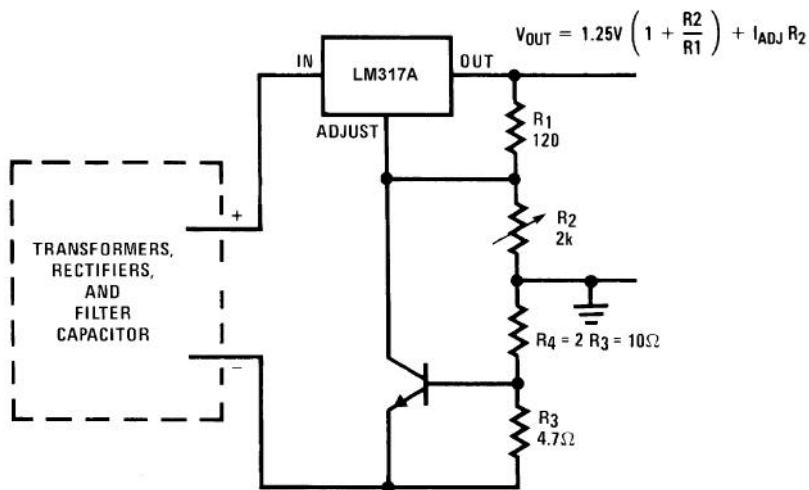 V_OUT = 1.25V (1 + R2/R1) + I_ADJ R_2
IN
LM317A
OUT
ADJUST
R1
120
+
R2
2k
TRANSFORMERS,
RECTIFIERS,
AND
FILTER
CAPACITOR
R4 = 2 R3 = 10Ω
−
R3
4.7Ω